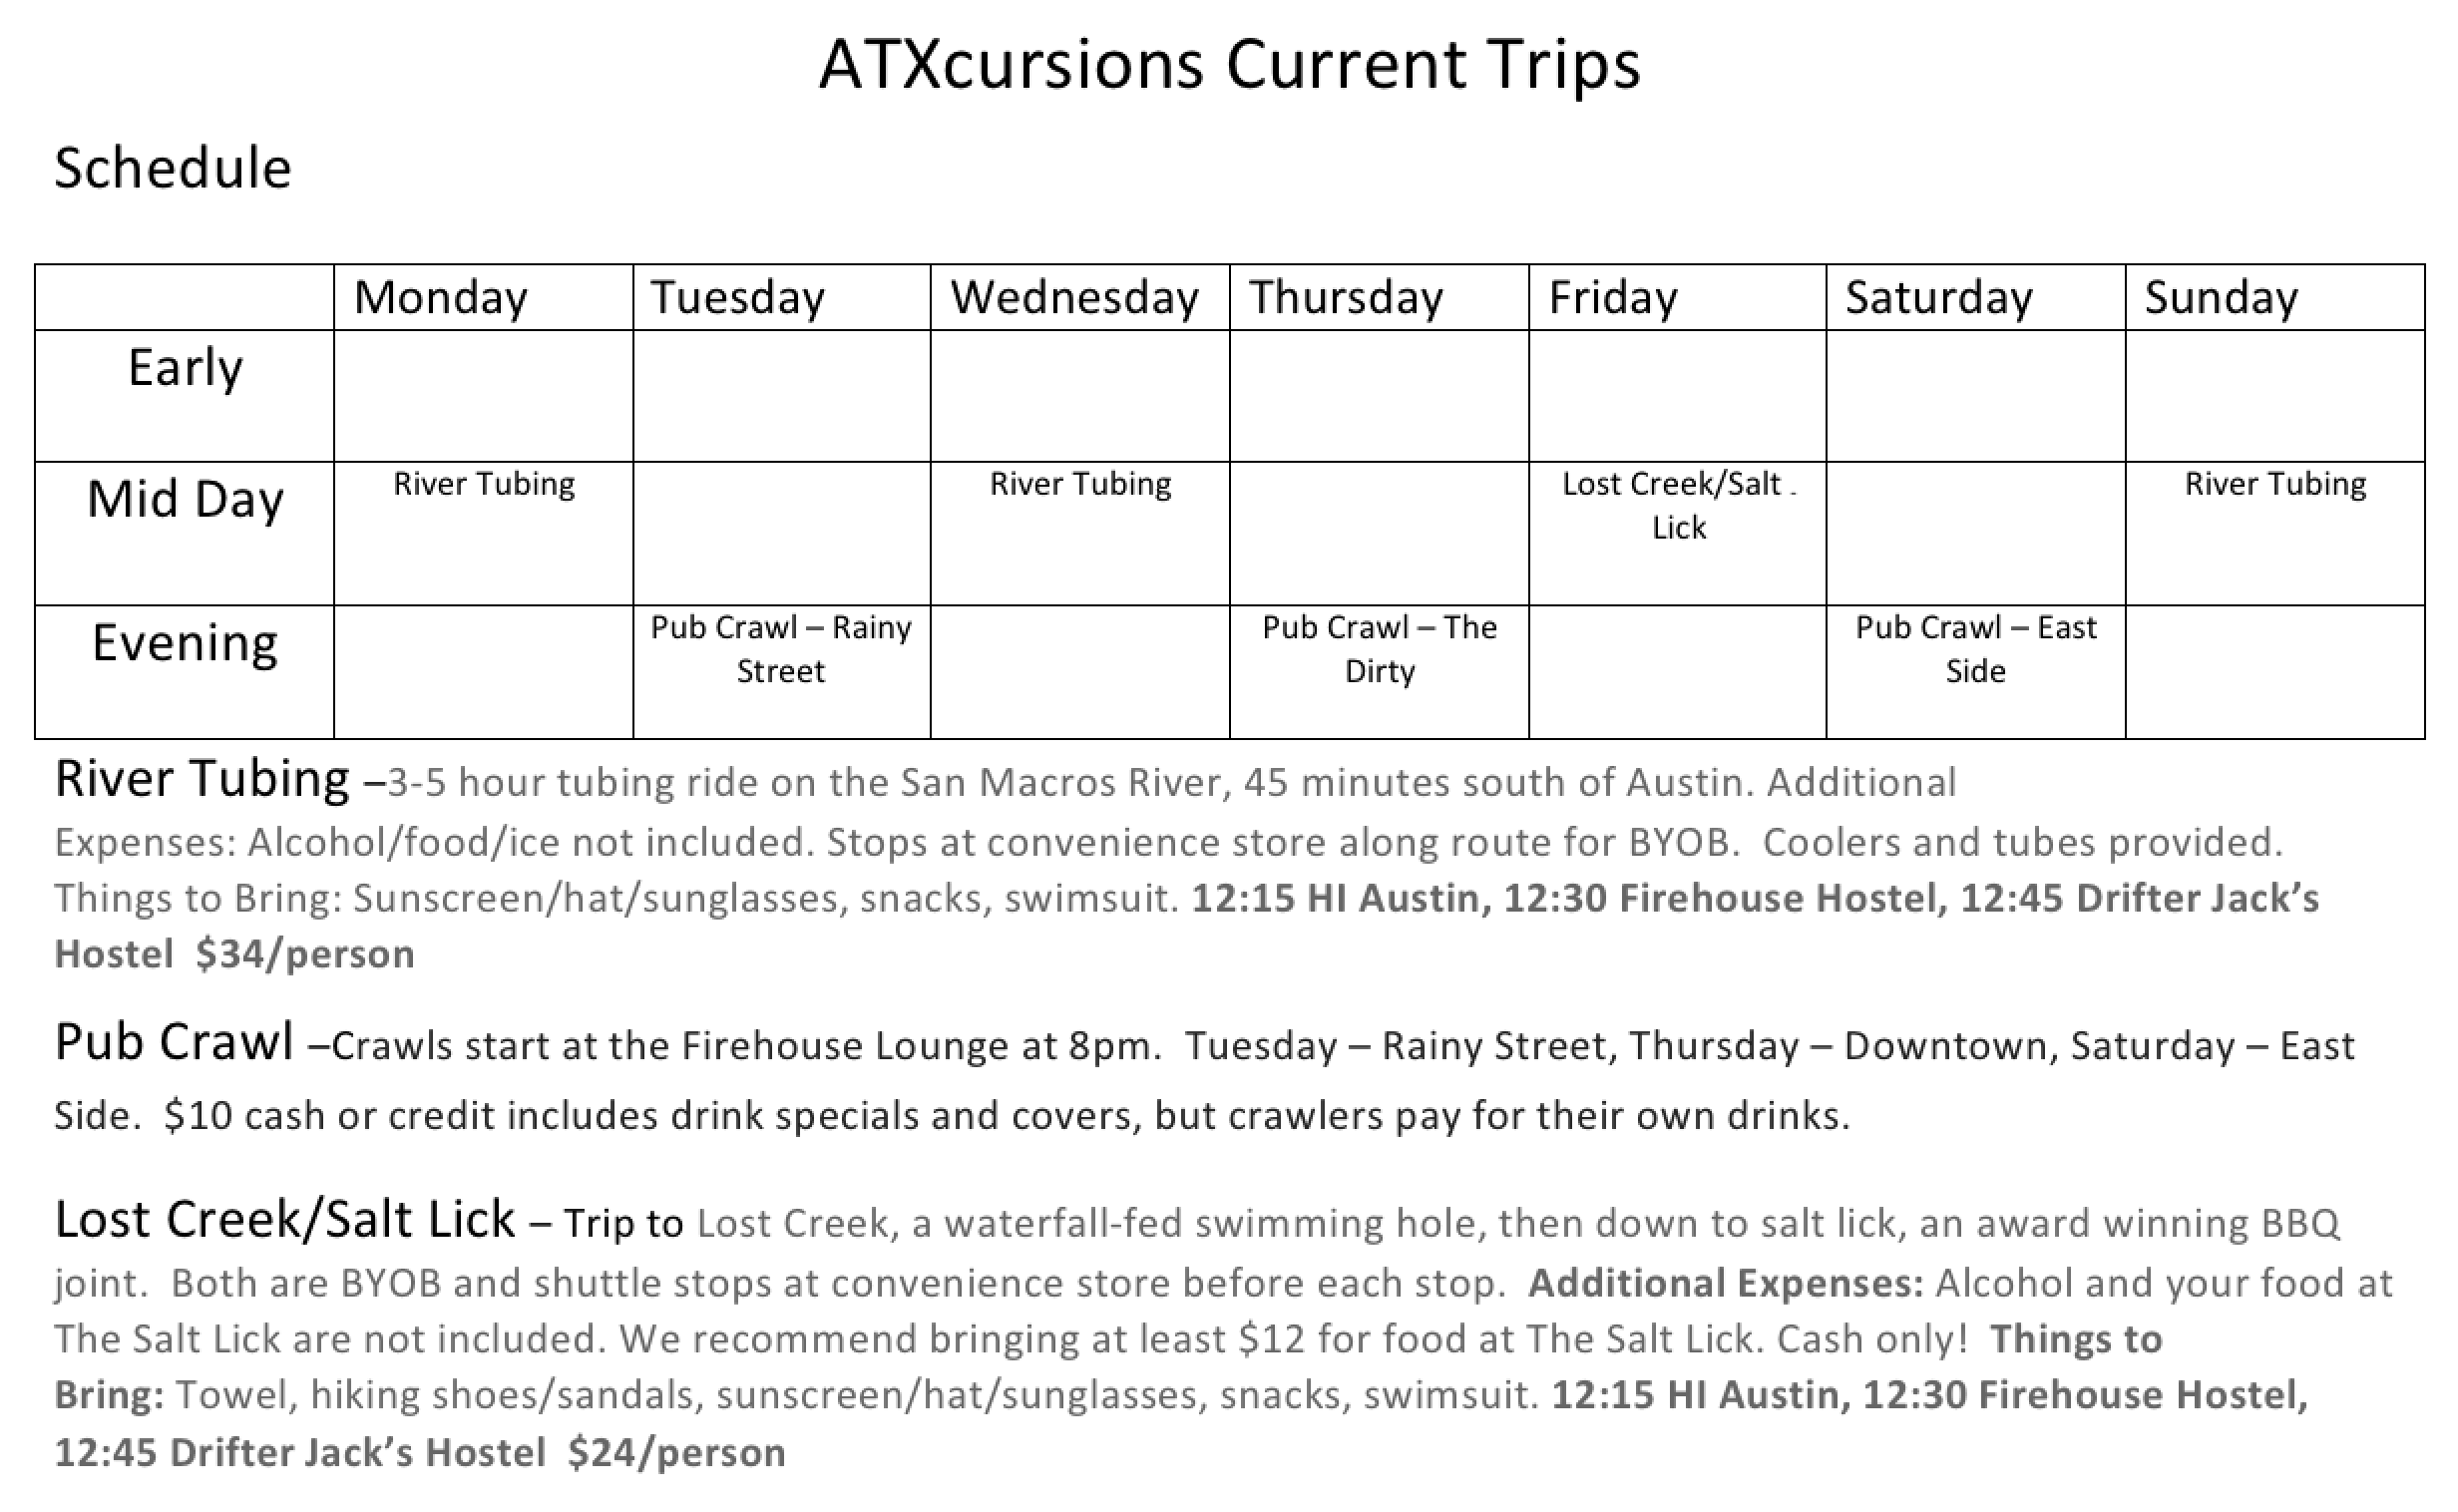 ATXcursions Current Trips
Schedule
Monday Tuesday Wednesday Thursday Friday Saturday Sunday
Early
Mid Day River Tubing River Tubing Lost Creek/Salt . River Tubing
Lick
Evening Pub Crawl – Rainy Pub Crawl – The Pub Crawl – East
Street Dirty Side
River Tubing –3-5 hour tubing ride on the San Macros River, 45 minutes south of Austin. Additional
Expenses: Alcohol/food/ice not included. Stops at convenience store along route for BYOB.  Coolers and tubes provided.
Things to Bring: Sunscreen/hat/sunglasses, snacks, swimsuit. 12:15 HI Austin, 12:30 Firehouse Hostel, 12:45 Drifter Jack’s
Hostel  $34/person
Pub Crawl –Crawls start at the Firehouse Lounge at 8pm.  Tuesday – Rainy Street, Thursday – Downtown, Saturday – East
Side.  $10 cash or credit includes drink specials and covers, but crawlers pay for their own drinks.
Lost Creek/Salt Lick – Trip to Lost Creek, a waterfall-fed swimming hole, then down to salt lick, an award winning BBQ
joint.  Both are BYOB and shuttle stops at convenience store before each stop.  Additional Expenses: Alcohol and your food at
The Salt Lick are not included. We recommend bringing at least $12 for food at The Salt Lick. Cash only!  Things to
Bring: Towel, hiking shoes/sandals, sunscreen/hat/sunglasses, snacks, swimsuit. 12:15 HI Austin, 12:30 Firehouse Hostel,
12:45 Drifter Jack’s Hostel  $24/person